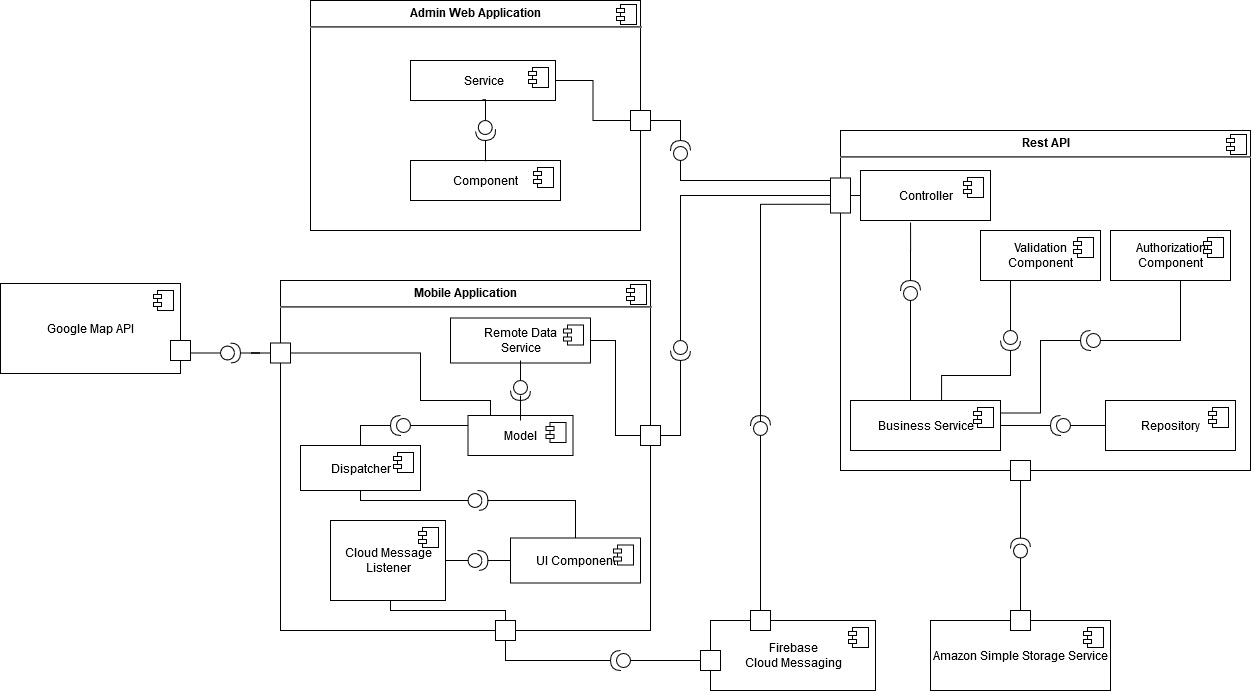 Admin Web Application
Service
Component
Rest API
Controller
Validation
Component
Authorization
Component
Business Service
Repository
Google Map API
Mobile Application
Remote Data
Service
Model
Dispatcher
Cloud Message
Listener
UI Component
Firebase
Cloud Messaging
Amazon Simple Storage Service